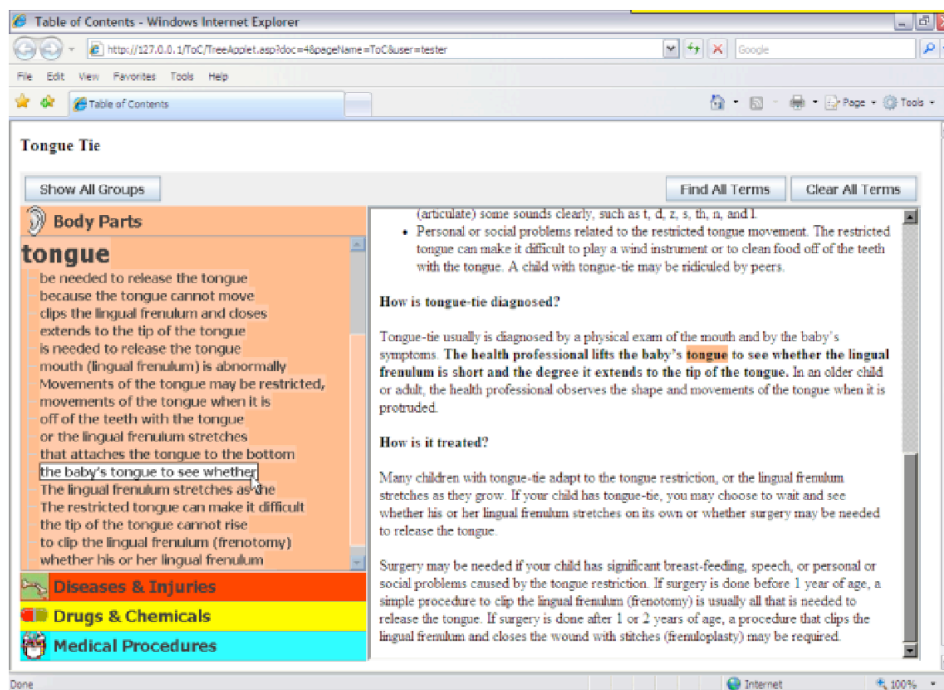 Table of Contents - Windows Internet Explorer
http://127.0.0.1/ToC/TreeApplet.asp?doc=4&pageName=ToC&user=tester
Google
File Edit View Favorites Tools Help
Table of Contents
Page Tools
Tongue Tie
Show All Groups
Find All Terms
Clear All Terms
Body Parts
tongue
be needed to release the tongue
because the tongue cannot move
clips the lingual frenulum and closes
extends to the tip of the tongue
is needed to release the tongue
mouth (lingual frenulum) is abnormally
Movements of the tongue may be restricted,
movements of the tongue when it is
off of the teeth with the tongue
or the lingual frenulum stretches
that attaches the tongue to the bottom
the baby's tongue to see whether
The lingual frenulum stretches as the
The restricted tongue can make it difficult
the tip of the tongue cannot rise
to clip the lingual frenulum (frenotomy)
whether his or her lingual frenulum
Diseases & Injuries
Drugs & Chemicals
Medical Procedures
(articulate) some sounds clearly, such as t, d, z, s, th, n, and l.
• Personal or social problems related to the restricted tongue movement. The restricted
tongue can make it difficult to play a wind instrument or to clean food off of the teeth
with the tongue. A child with tongue-tie may be ridiculed by peers.
How is tongue-tie diagnosed?
Tongue-tie usually is diagnosed by a physical exam of the mouth and by the baby's
symptoms. The health professional lifts the baby's tongue to see whether the lingual
frenulum is short and the degree it extends to the tip of the tongue. In an older child
or adult, the health professional observes the shape and movements of the tongue when it is
protruded.
How is it treated?
Many children with tongue-tie adapt to the tongue restriction, or the lingual frenulum
stretches as they grow. If your child has tongue-tie, you may choose to wait and see
whether his or her lingual frenulum stretches on its own or whether surgery may be needed
to release the tongue.
Surgery may be needed if your child has significant breast-feeding, speech, or personal or
social problems caused by the tongue restriction. If surgery is done before 1 year of age, a
simple procedure to clip the lingual frenulum (frenotomy) is usually all that is needed to
release the tongue. If surgery is done after 1 or 2 years of age, a procedure that clips the
lingual frenulum and closes the wound with stitches (frenuloplasty) may be required.
Done
Internet
100%